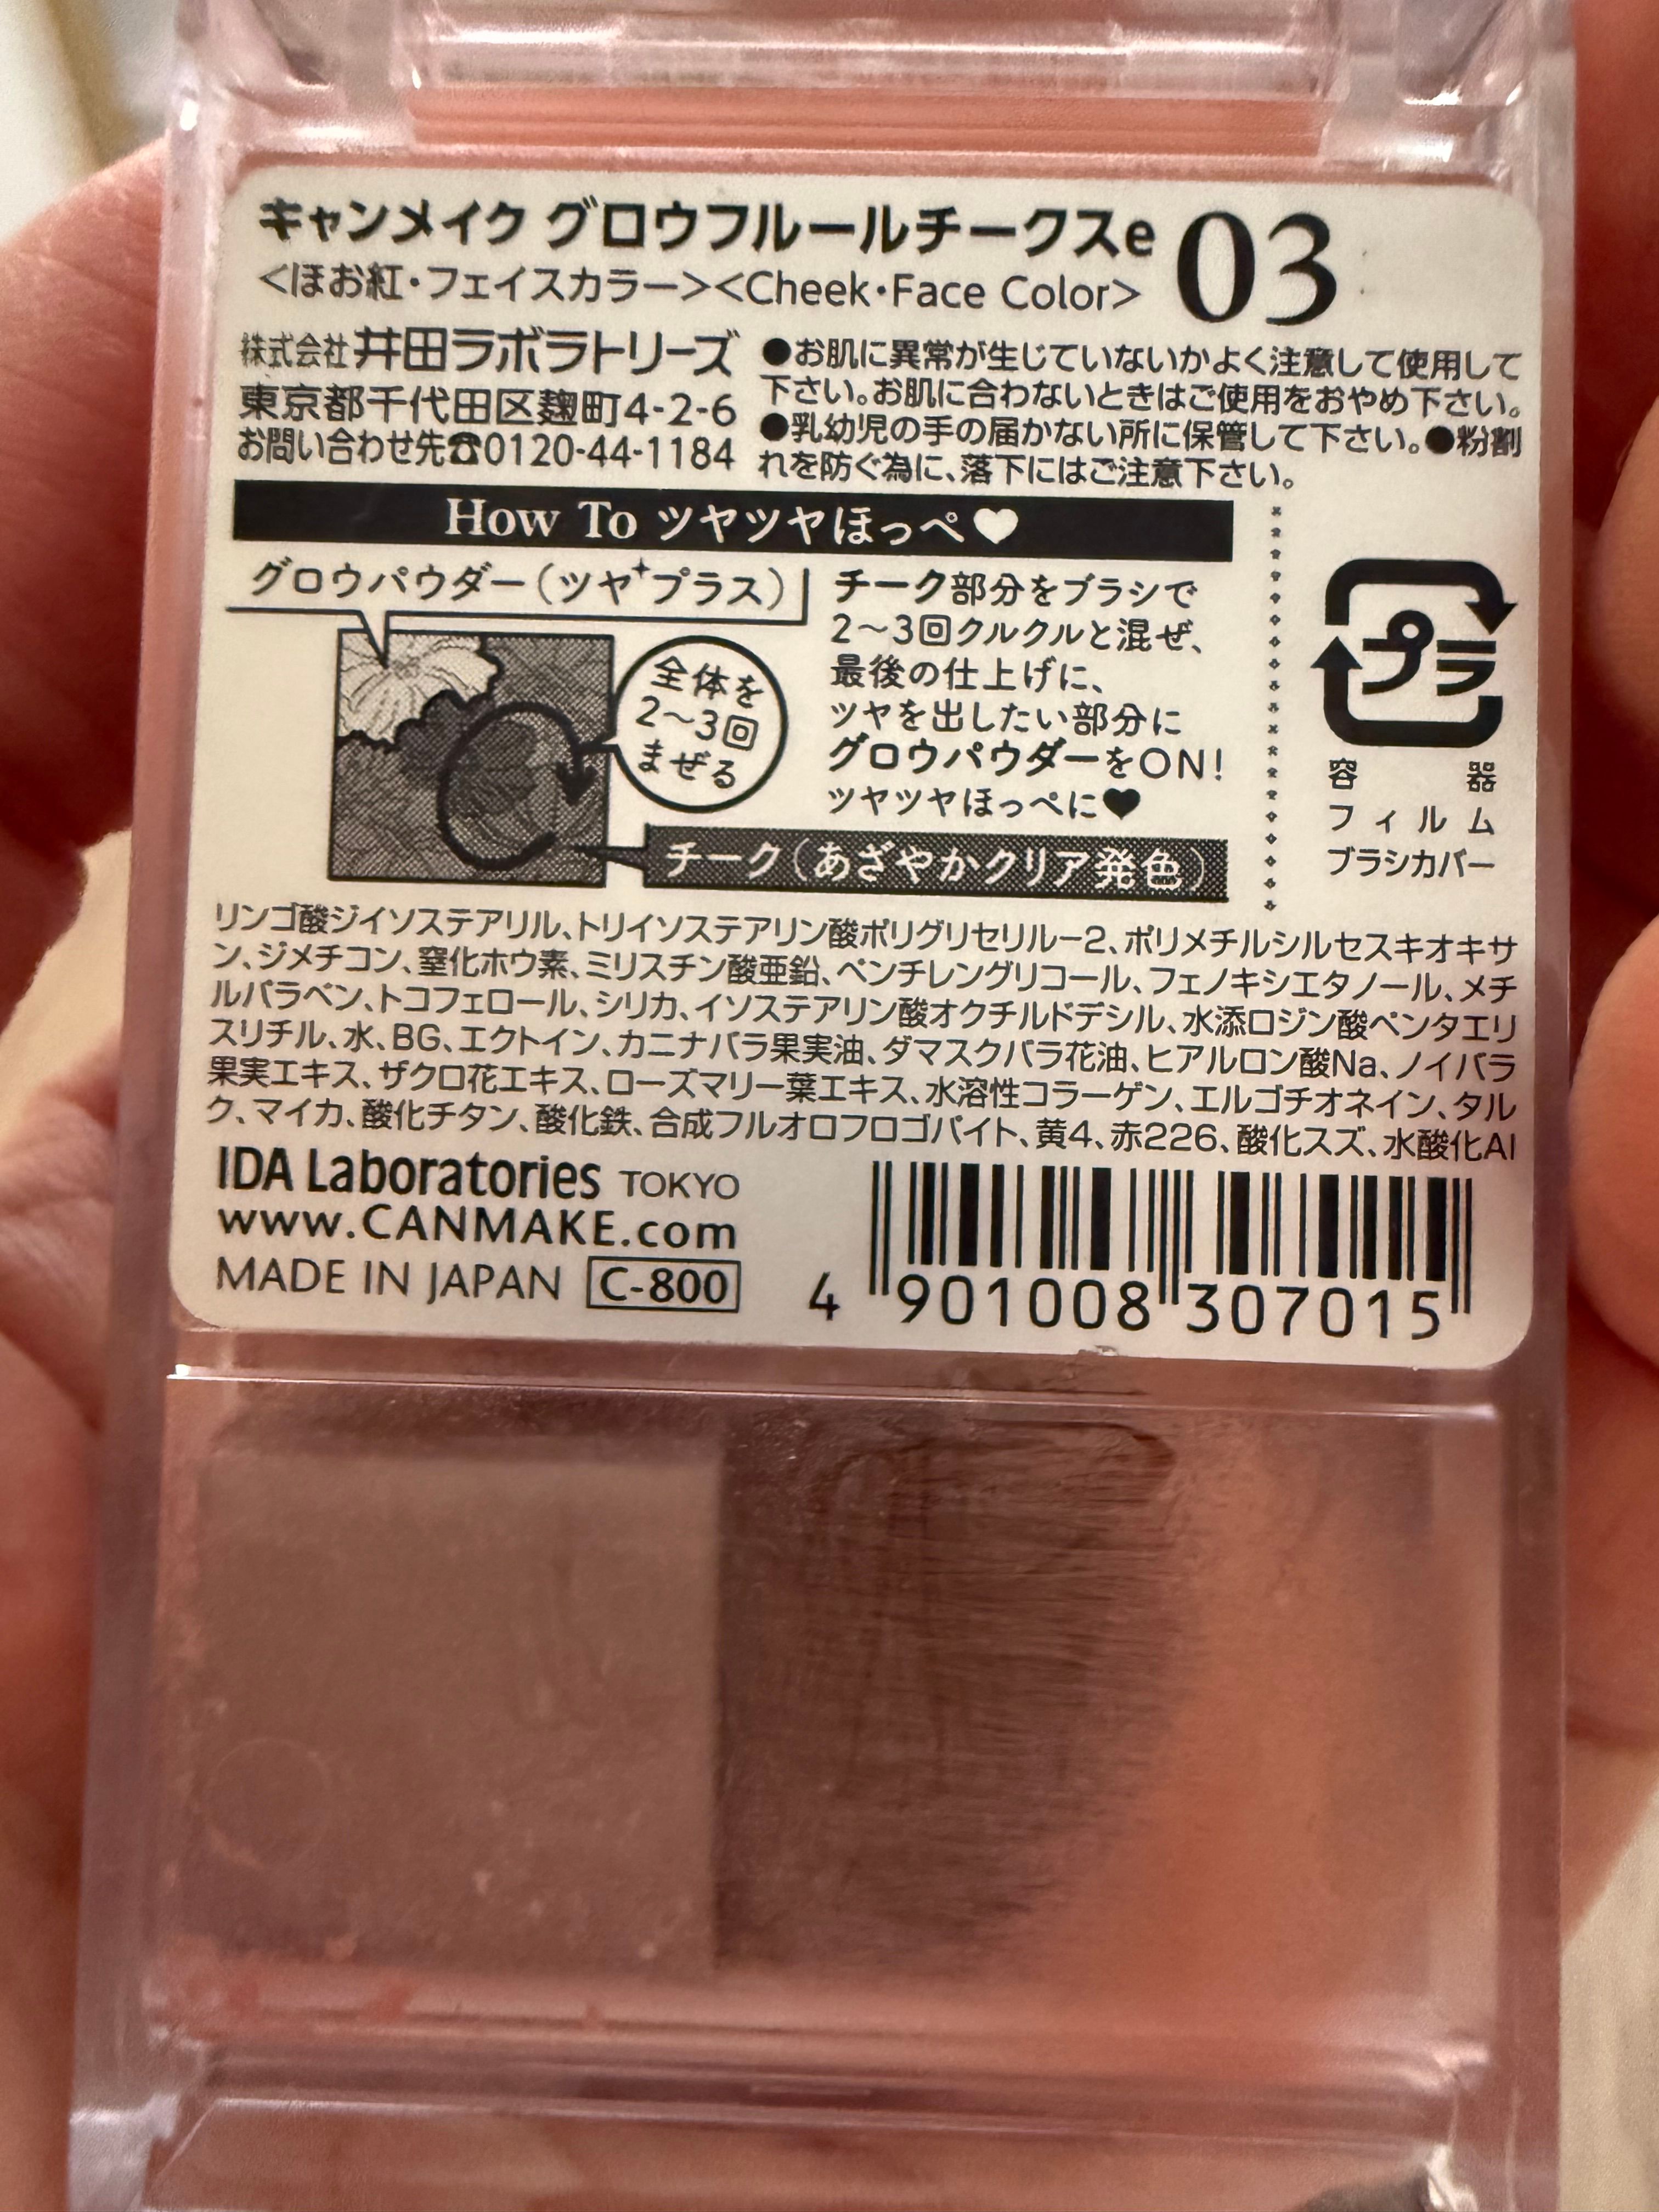 キャンメイク グロウフルールチークスe 03
<ほお紅・フェイスカラー><Cheek・Face Color>
株式会社 井田ラボラトリーズ
東京都千代田区麹町4-2-6
お問い合わせ先☎0120-44-1184
●お肌に異常が生じていないかよく注意して使用して
下さい。お肌に合わないときはご使用をおやめ下さい。
●乳幼児の手の届かない所に保管して下さい。●粉割
れを防ぐ為に、落下にはご注意下さい。
How To ツヤツヤほっぺ♥
グロウパウダー(ツヤ+プラス)
全体を
2〜3回
まぜる
チーク部分をブラシで
2〜3回クルクルと混ぜ、
最後の仕上げに、
ツヤを出したい部分に
グロウパウダーをON!
ツヤツヤほっぺに♥
チーク(あざやかクリア発色)
プラ
容器
フィルム
ブラシカバー
リンゴ酸ジイソステアリル、トリイソステアリン酸ポリグリセリル-2、ポリメチルシルセスキオキサ
ン、ジメチコン、窒化ホウ素、ミリスチン酸亜鉛、ペンチレングリコール、フェノキシエタノール、メチ
ルパラベン、トコフェロール、シリカ、イソステアリン酸オクチルドデシル、水添ロジン酸ペンタエリ
スリチル、水、BG、エクトイン、カニナバラ果実油、ダマスクバラ花油、ヒアルロン酸Na、ノイバラ
果実エキス、ザクロ花エキス、ローズマリー葉エキス、水溶性コラーゲン、エルゴチオネイン、タル
ク、マイカ、酸化チタン、酸化鉄、合成フルオロフロゴパイト、黄4、赤226、酸化スズ、水酸化Al
IDA Laboratories TOKYO
www.CANMAKE.com
MADE IN JAPAN C-800
4 901008 307015